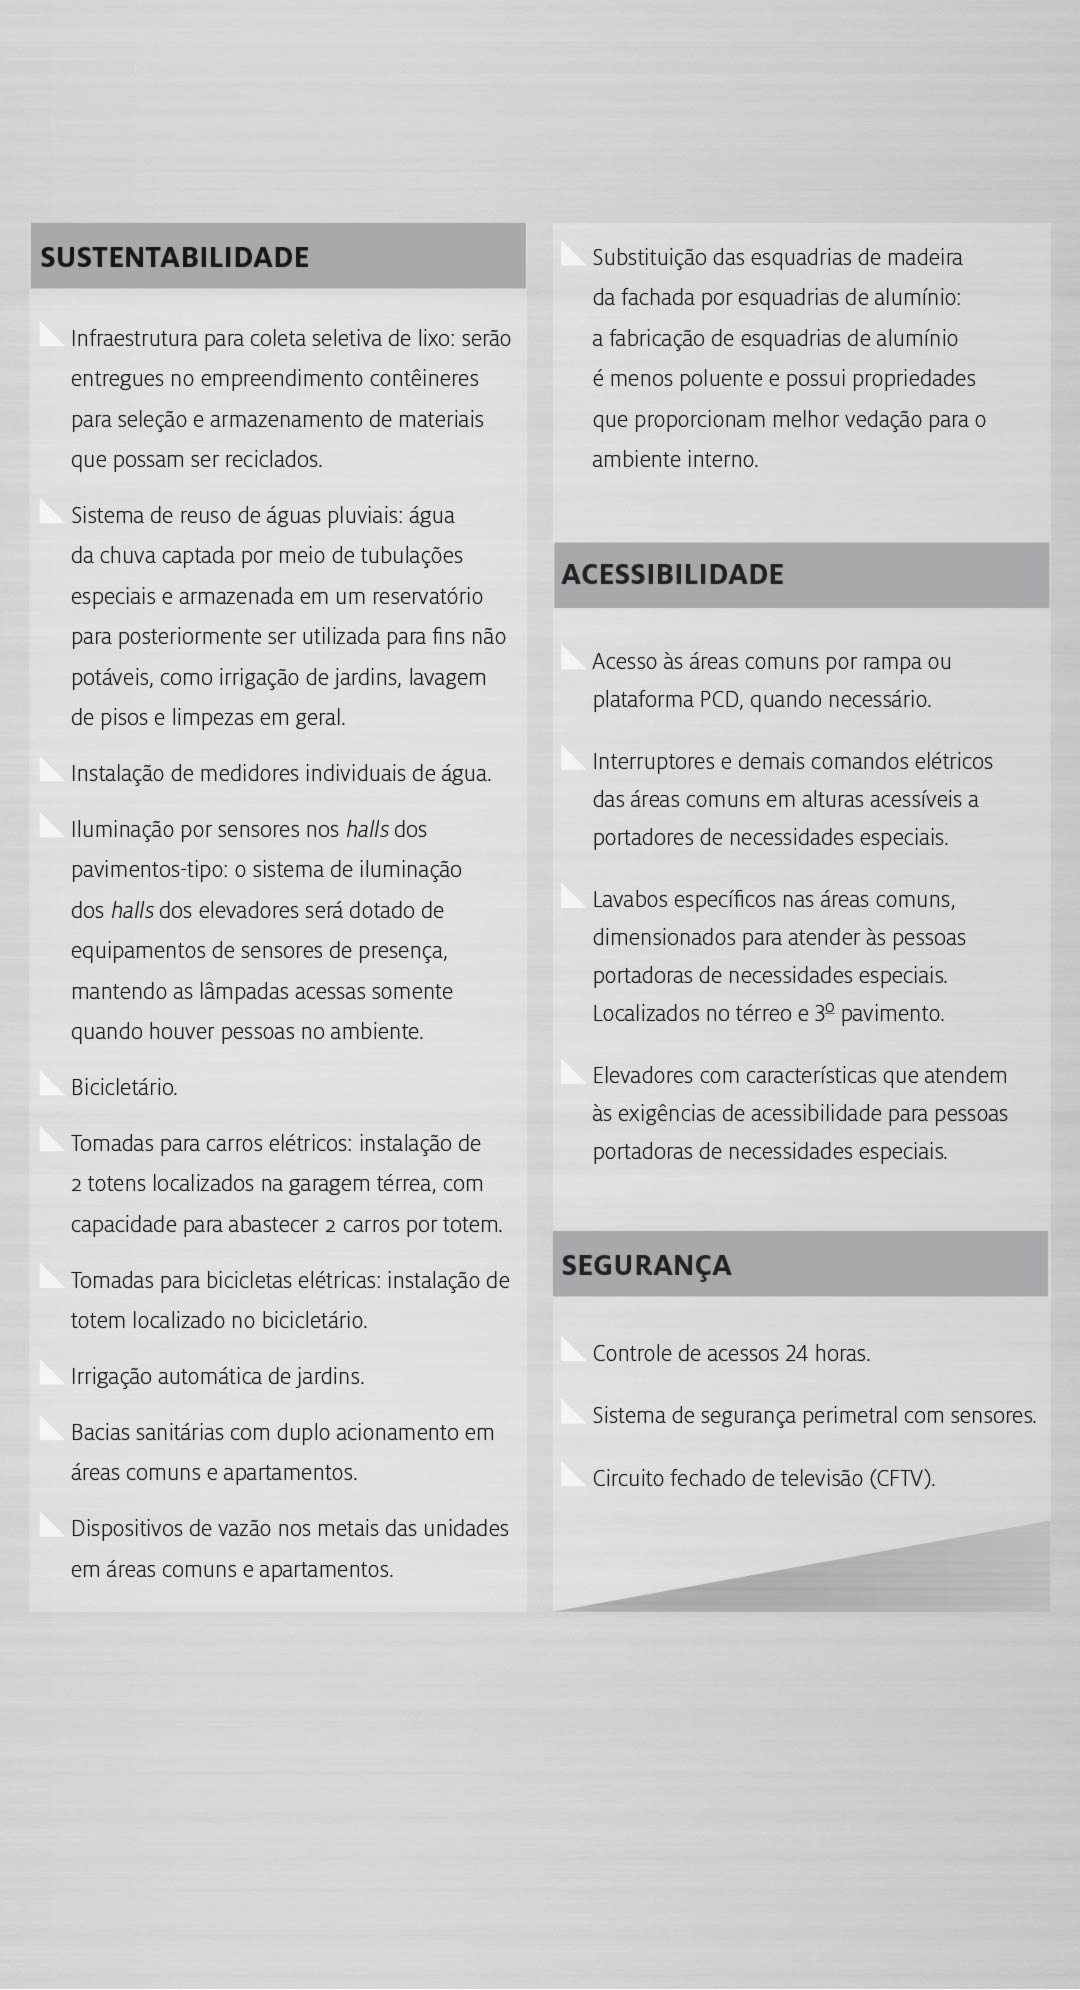 SUSTENTABILIDADE
Infraestrutura para coleta seletiva de lixo: serão
entregues no empreendimento contêineres
para seleção e armazenamento de materiais
que possam ser reciclados.
Sistema de reuso de águas pluviais: água
da chuva captada por meio de tubulações
especiais e armazenada em um reservatório
para posteriormente ser utilizada para fins não
potáveis, como irrigação de jardins, lavagem
de pisos e limpezas em geral.
Instalação de medidores individuais de água.
Iluminação por sensores nos halls dos
pavimentos-tipo: o sistema de iluminação
dos halls dos elevadores será dotado de
equipamentos de sensores de presença,
mantendo as lâmpadas acessas somente
quando houver pessoas no ambiente.
Bicicletário.
Tomadas para carros elétricos: instalação de
2 totens localizados na garagem térrea, com
capacidade para abastecer 2 carros por totem.
Tomadas para bicicletas elétricas: instalação de
totem localizado no bicicletário.
Irrigação automática de jardins.
Bacias sanitárias com duplo acionamento em
áreas comuns e apartamentos.
Dispositivos de vazão nos metais das unidades
em áreas comuns e apartamentos.
Substituição das esquadrias de madeira
da fachada por esquadrias de alumínio:
a fabricação de esquadrias de alumínio
é menos poluente e possui propriedades
que proporcionam melhor vedação para o
ambiente interno.
ACESSIBILIDADE
Acesso às áreas comuns por rampa ou
plataforma PCD, quando necessário.
Interruptores e demais comandos elétricos
das áreas comuns em alturas acessíveis a
portadores de necessidades especiais.
Lavabos específicos nas áreas comuns,
dimensionados para atender às pessoas
portadoras de necessidades especiais.
Localizados no térreo e 3º pavimento.
Elevadores com características que atendem
às exigências de acessibilidade para pessoas
portadoras de necessidades especiais.
SEGURANÇA
Controle de acessos 24 horas.
Sistema de segurança perimetral com sensores.
Circuito fechado de televisão (CFTV).